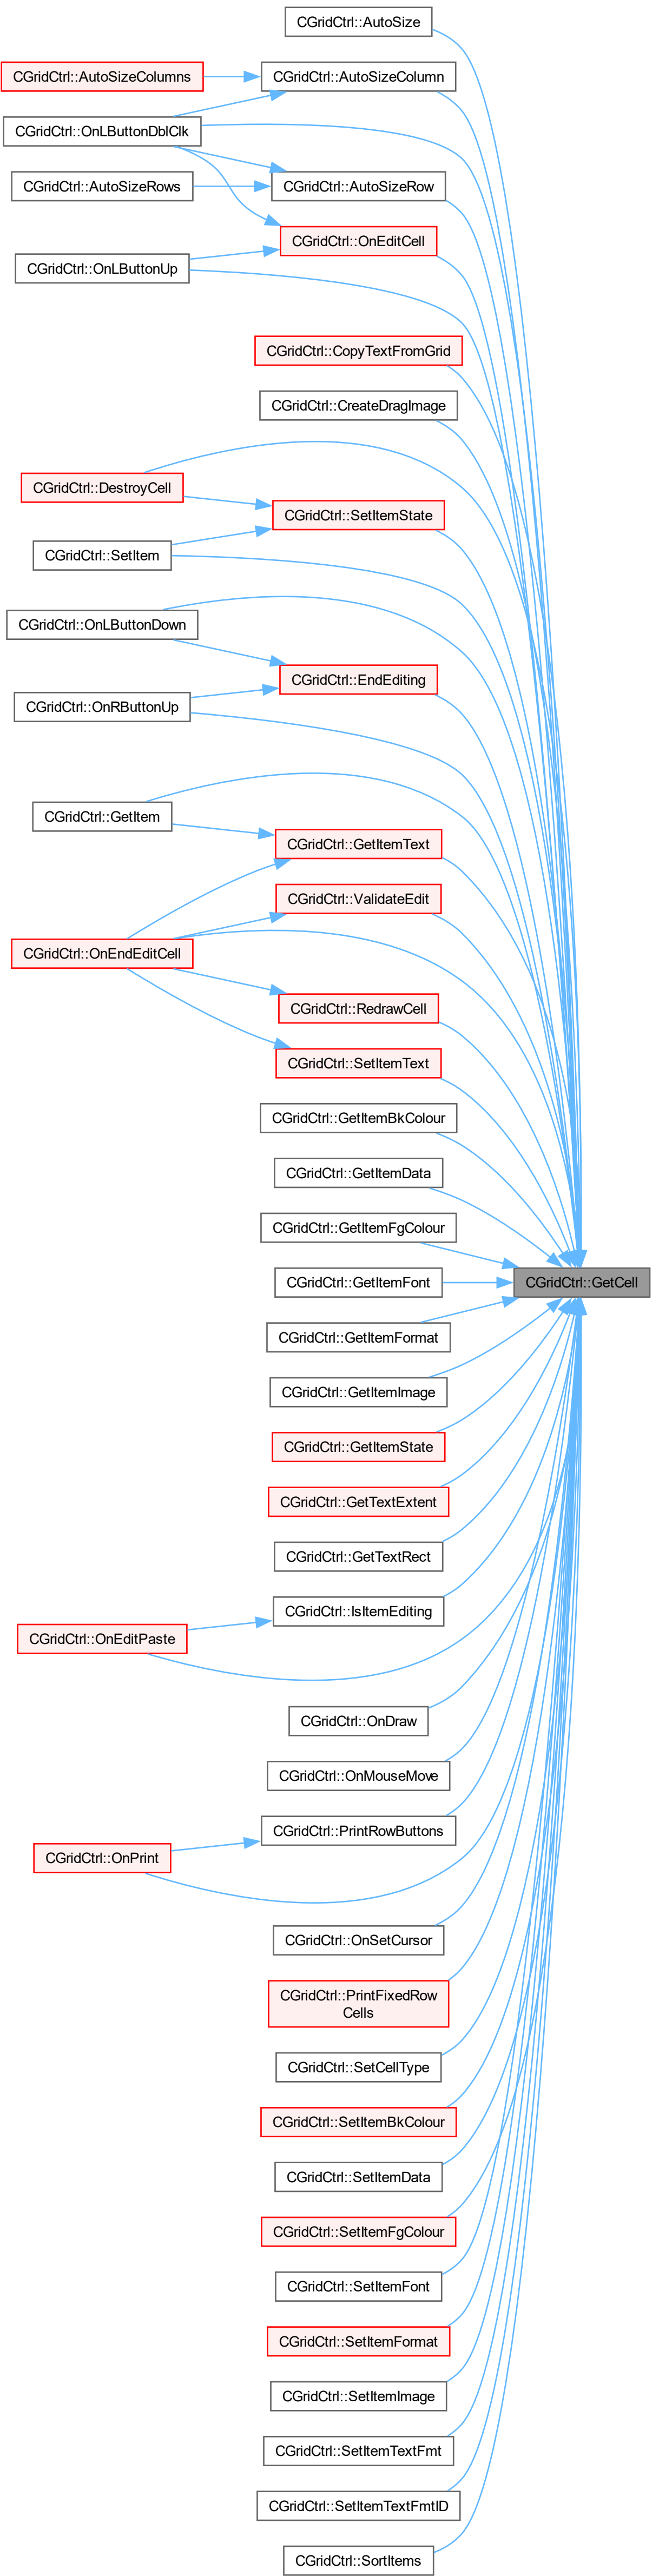 CGridCtrl::AutoSize
CGridCtrl::AutoSizeColumns
CGridCtrl::AutoSizeColumn
CGridCtrl::OnLButtonDblClk
CGridCtrl::AutoSizeRows
CGridCtrl::AutoSizeRow
CGridCtrl::OnEditCell
CGridCtrl::OnLButtonUp
CGridCtrl::CopyTextFromGrid
CGridCtrl::CreateDragImage
CGridCtrl::DestroyCell
CGridCtrl::SetItemState
CGridCtrl::SetItem
CGridCtrl::OnLButtonDown
CGridCtrl::EndEditing
CGridCtrl::OnRButtonUp
CGridCtrl::GetItem
CGridCtrl::GetItemText
CGridCtrl::ValidateEdit
CGridCtrl::OnEndEditCell
CGridCtrl::RedrawCell
CGridCtrl::SetItemText
CGridCtrl::GetItemBkColour
CGridCtrl::GetItemData
CGridCtrl::GetItemFgColour
CGridCtrl::GetItemFont
CGridCtrl::GetCell
CGridCtrl::GetItemFormat
CGridCtrl::GetItemImage
CGridCtrl::GetItemState
CGridCtrl::GetTextExtent
CGridCtrl::GetTextRect
CGridCtrl::IsItemEditing
CGridCtrl::OnEditPaste
CGridCtrl::OnDraw
CGridCtrl::OnMouseMove
CGridCtrl::PrintRowButtons
CGridCtrl::OnPrint
CGridCtrl::OnSetCursor
CGridCtrl::PrintFixedRow
Cells
CGridCtrl::SetCellType
CGridCtrl::SetItemBkColour
CGridCtrl::SetItemData
CGridCtrl::SetItemFgColour
CGridCtrl::SetItemFont
CGridCtrl::SetItemFormat
CGridCtrl::SetItemImage
CGridCtrl::SetItemTextFmt
CGridCtrl::SetItemTextFmtID
CGridCtrl::SortItems